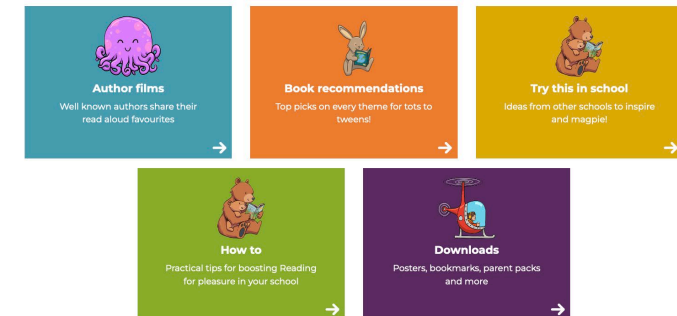 Author films
Well known authors share their
read aloud favourites
Book recommendations
Top picks on every theme for tots to
tweens!
Try this in school
Ideas from other schools to inspire
and magpie!
How to
Practical tips for boosting Reading
for pleasure in your school
Downloads
Posters, bookmarks, parent packs
and more